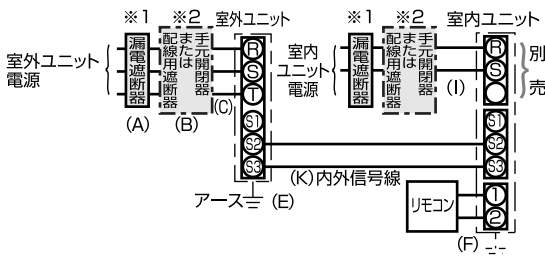 ※1
※2
室外ユニット
※1
※2
室内ユニット
室外ユニット
電源
漏電遮断器
手元開閉器
または
配線用遮断器
R
S
T
S1
S2
S3
(A)
(B)
(C)
室内
ユニット
電源
漏電遮断器
手元開閉器
または
配線用遮断器
(I)
R
S
別売
S1
S2
S3
(K)内外信号線
アース
(E)
リモコン
1
2
(F)